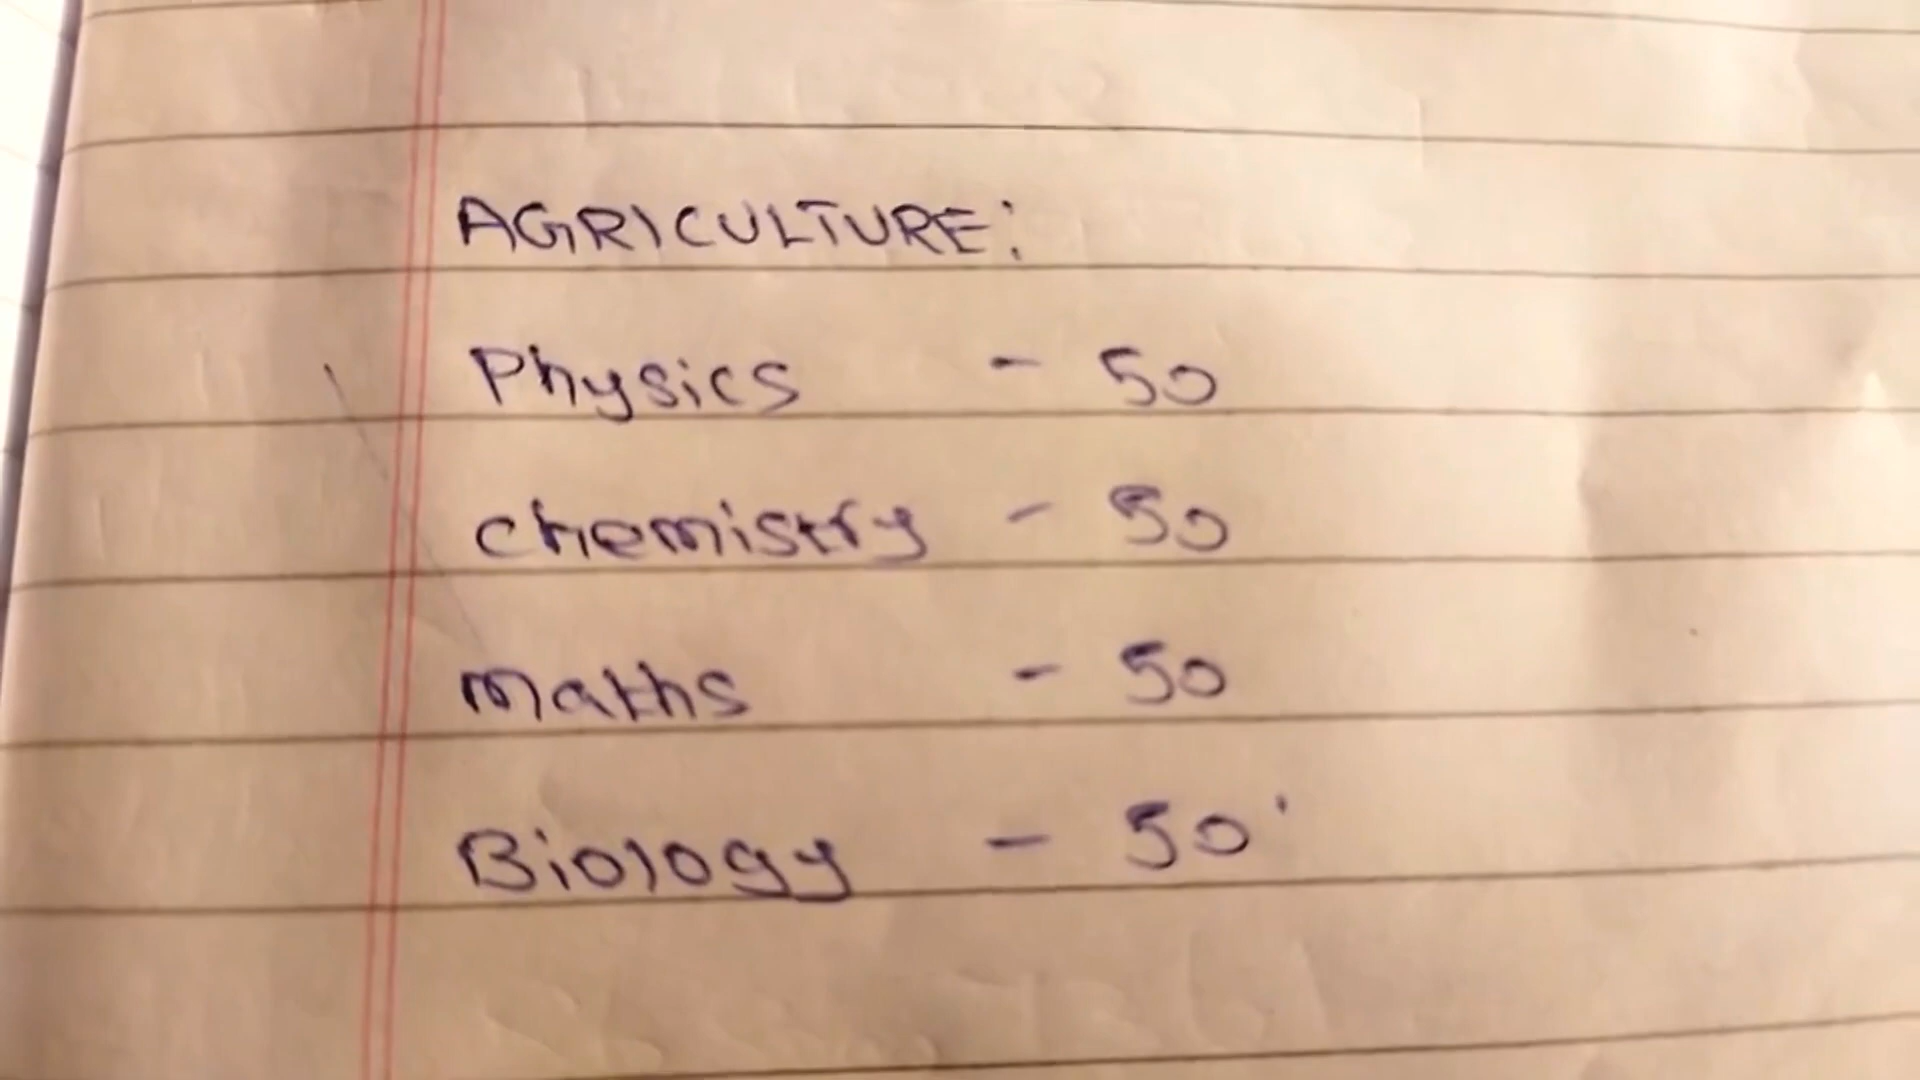 AGRICULTURE:
Physics - 50
chemistry - 50
maths - 50
Biology - 50